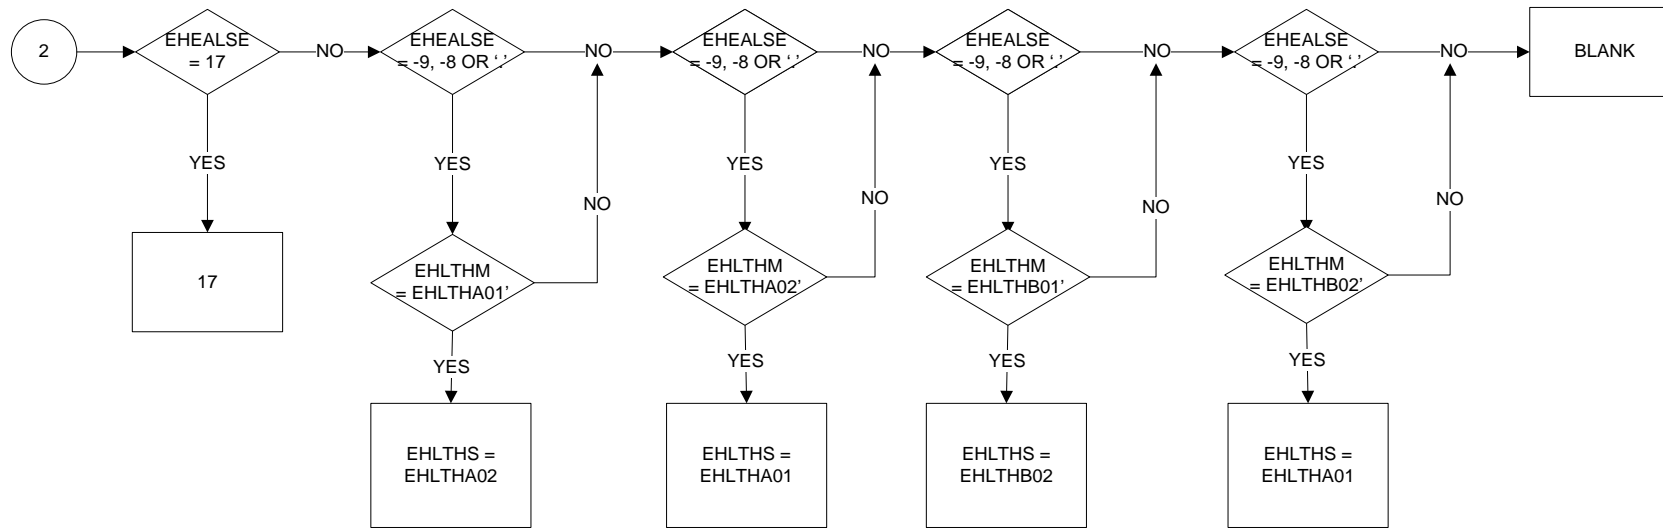 2
EHEALSE
= 17
NO
EHEALSE
= -9, -8 OR ‘.’
NO
EHEALSE
= -9, -8 OR ‘.’
NO
EHEALSE
= -9, -8 OR ‘.’
NO
EHEALSE
= -9, -8 OR ‘.’
NO
BLANK
YES
YES
YES
YES
YES
NO
NO
NO
NO
17
EHLTHM
= EHLTHA01’
EHLTHM
= EHLTHA02’
EHLTHM
= EHLTHB01’
EHLTHM
= EHLTHB02’
YES
YES
YES
YES
EHLTHS =
EHLTHA02
EHLTHS =
EHLTHA01
EHLTHS =
EHLTHB02
EHLTHS =
EHLTHA01